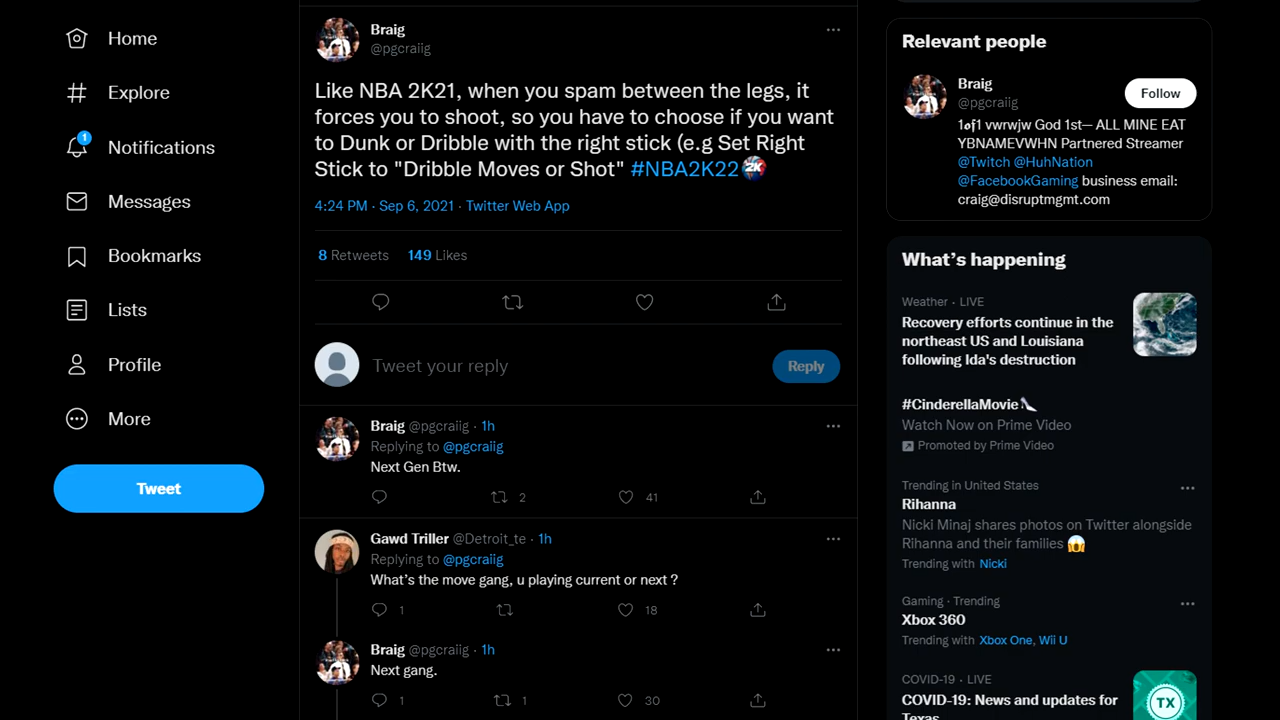 Home
Explore
1
Notifications
Messages
Bookmarks
Lists
Profile
More
Tweet
Braig
@pgcraiig
Like NBA 2K21, when you spam between the legs, it
forces you to shoot, so you have to choose if you want
to Dunk or Dribble with the right stick (e.g Set Right
Stick to "Dribble Moves or Shot" #NBA2K22
4:24 PM · Sep 6, 2021 · Twitter Web App
8 Retweets 149 Likes
Tweet your reply
Reply
Braig @pgcraiig · 1h
Replying to @pgcraiig
Next Gen Btw.
2 41
Gawd Triller @Detroit_te · 1h
Replying to @pgcraiig
What's the move gang, u playing current or next ?
1 18
Braig @pgcraiig · 1h
Next gang.
1 1 30
Relevant people
Braig
@pgcraiig
Follow
vwrwjw God 1st— ALL MINE EAT
YBNAMEVWHN Partnered Streamer
@Twitch @HuhNation
@FacebookGaming business email:
craig@disruptmgmt.com
What's happening
Weather · LIVE
Recovery efforts continue in the
northeast US and Louisiana
following Ida's destruction
#CinderellaMovie
Watch Now on Prime Video
Promoted by Prime Video
Trending in United States
Rihanna
Nicki Minaj shares photos on Twitter alongside
Rihanna and their families
Trending with Nicki
Gaming · Trending
Xbox 360
Trending with Xbox One, Wii U
COVID-19 · LIVE
COVID-19: News and updates for
Texas
TX